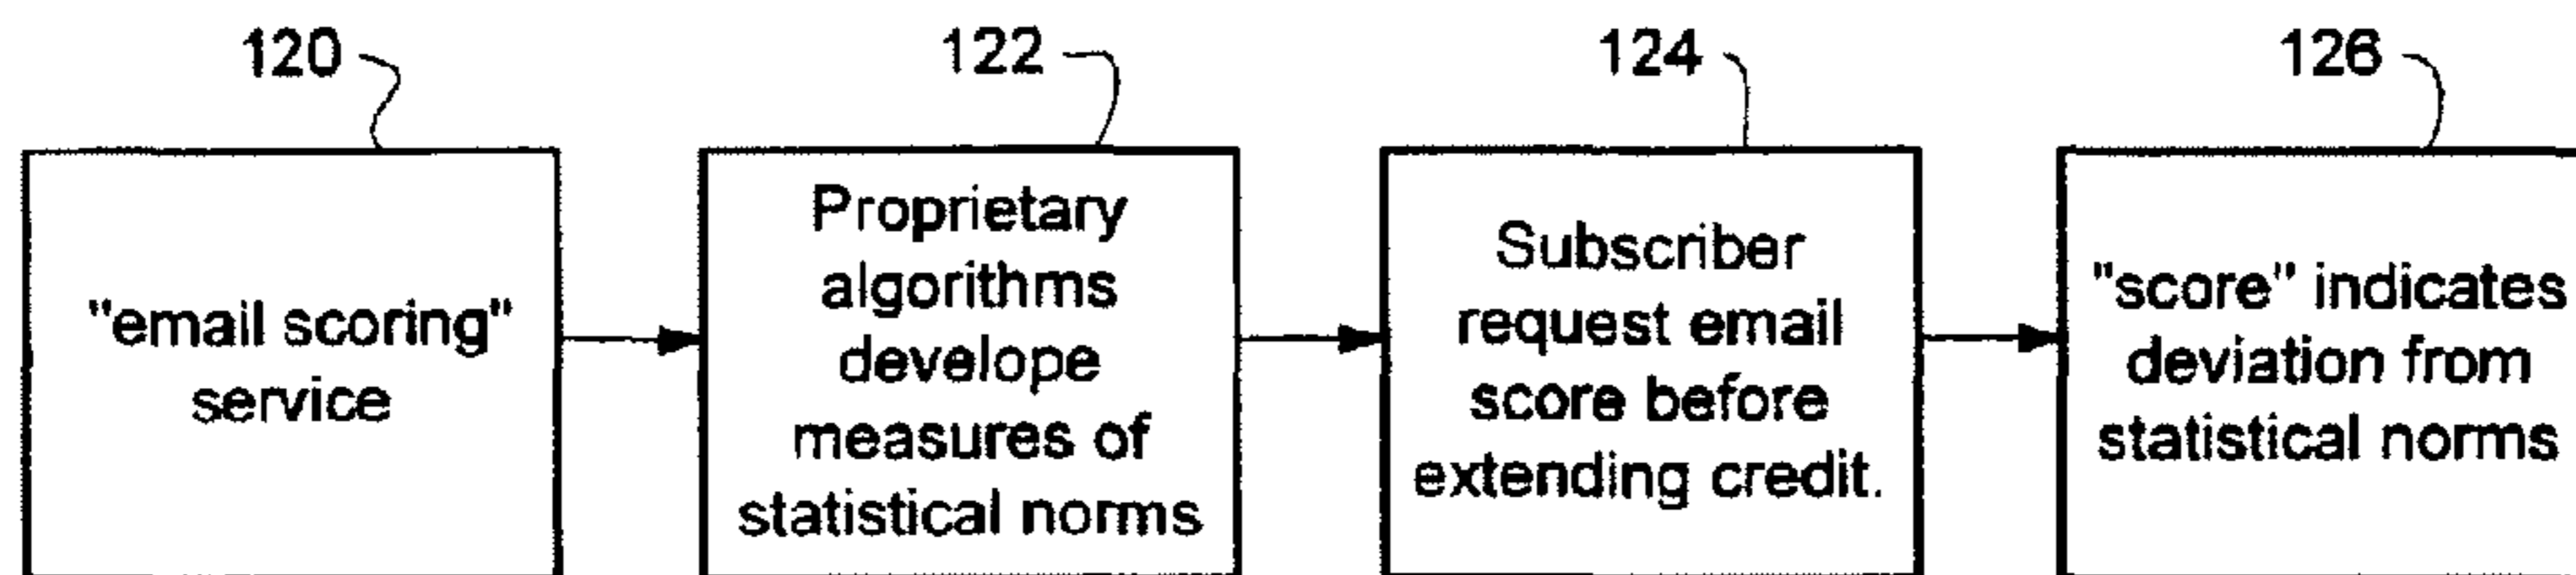 120
122
124
126
"email scoring"
service
Proprietary
algorithms
develope
measures of
statistical norms
Subscriber
request email
score before
extending credit.
"score" indicates
deviation from
statistical norms